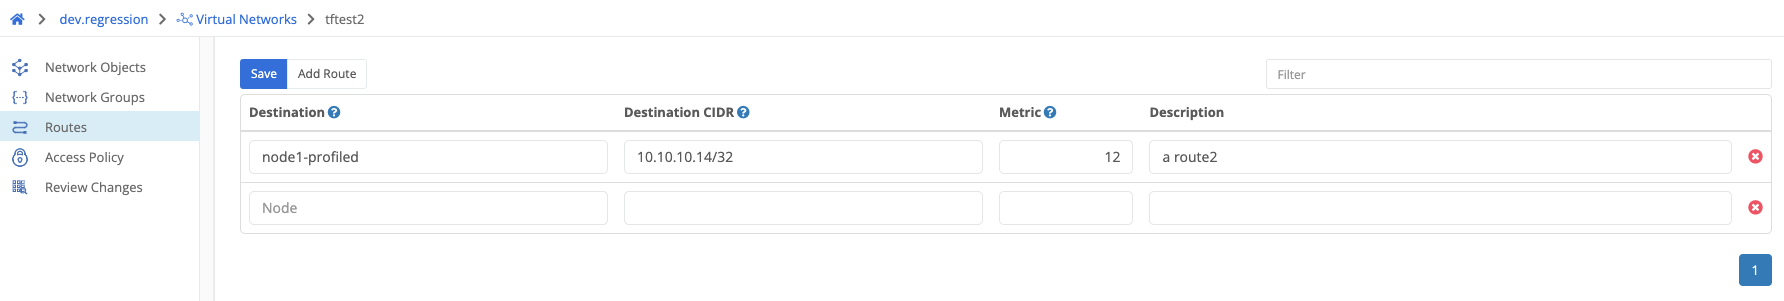 dev.regression > Virtual Networks > tftest2
Network Objects
Network Groups
Routes
Access Policy
Review Changes
Save Add Route Filter
Destination Destination CIDR Metric Description
node1-profiled 10.10.10.14/32 12 a route2
Node
1